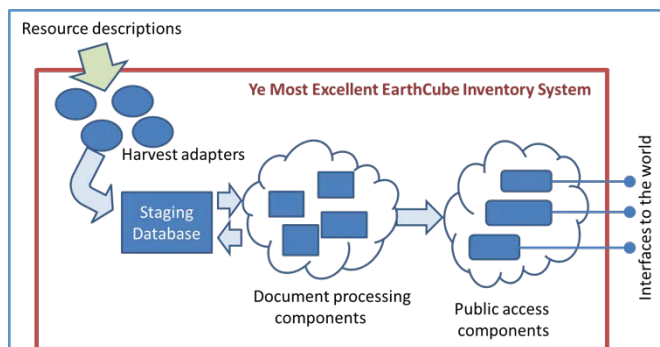 Resource descriptions
Ye Most Excellent EarthCube Inventory System
Harvest adapters
Staging
Database
Document processing
components
Public access
components
Interfaces to the world